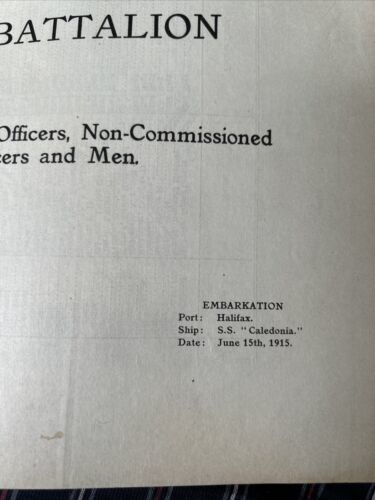 BATTALION
Officers, Non-Commissioned
cers and Men.
EMBARKATION
Port: Halifax.
Ship: S.S. "Caledonia."
Date: June 15th, 1915.